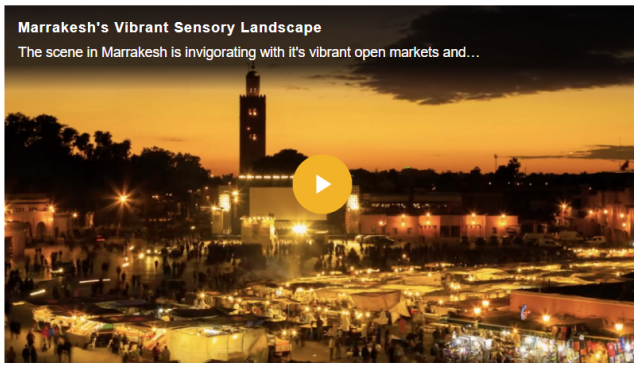 Marrakesh's Vibrant Sensory Landscape
The scene in Marrakesh is invigorating with it's vibrant open markets and…